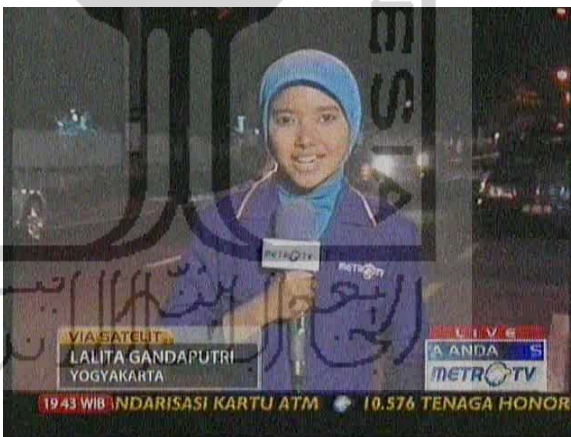 METRO TV
METRO TV
VIA SATELIT
LALITA GANDAPUTRI
YOGYAKARTA
LIVE
A ANDA S
METRO TV
19:43 WIB NDARISASI KARTU ATM 10.576 TENAGA HONOR